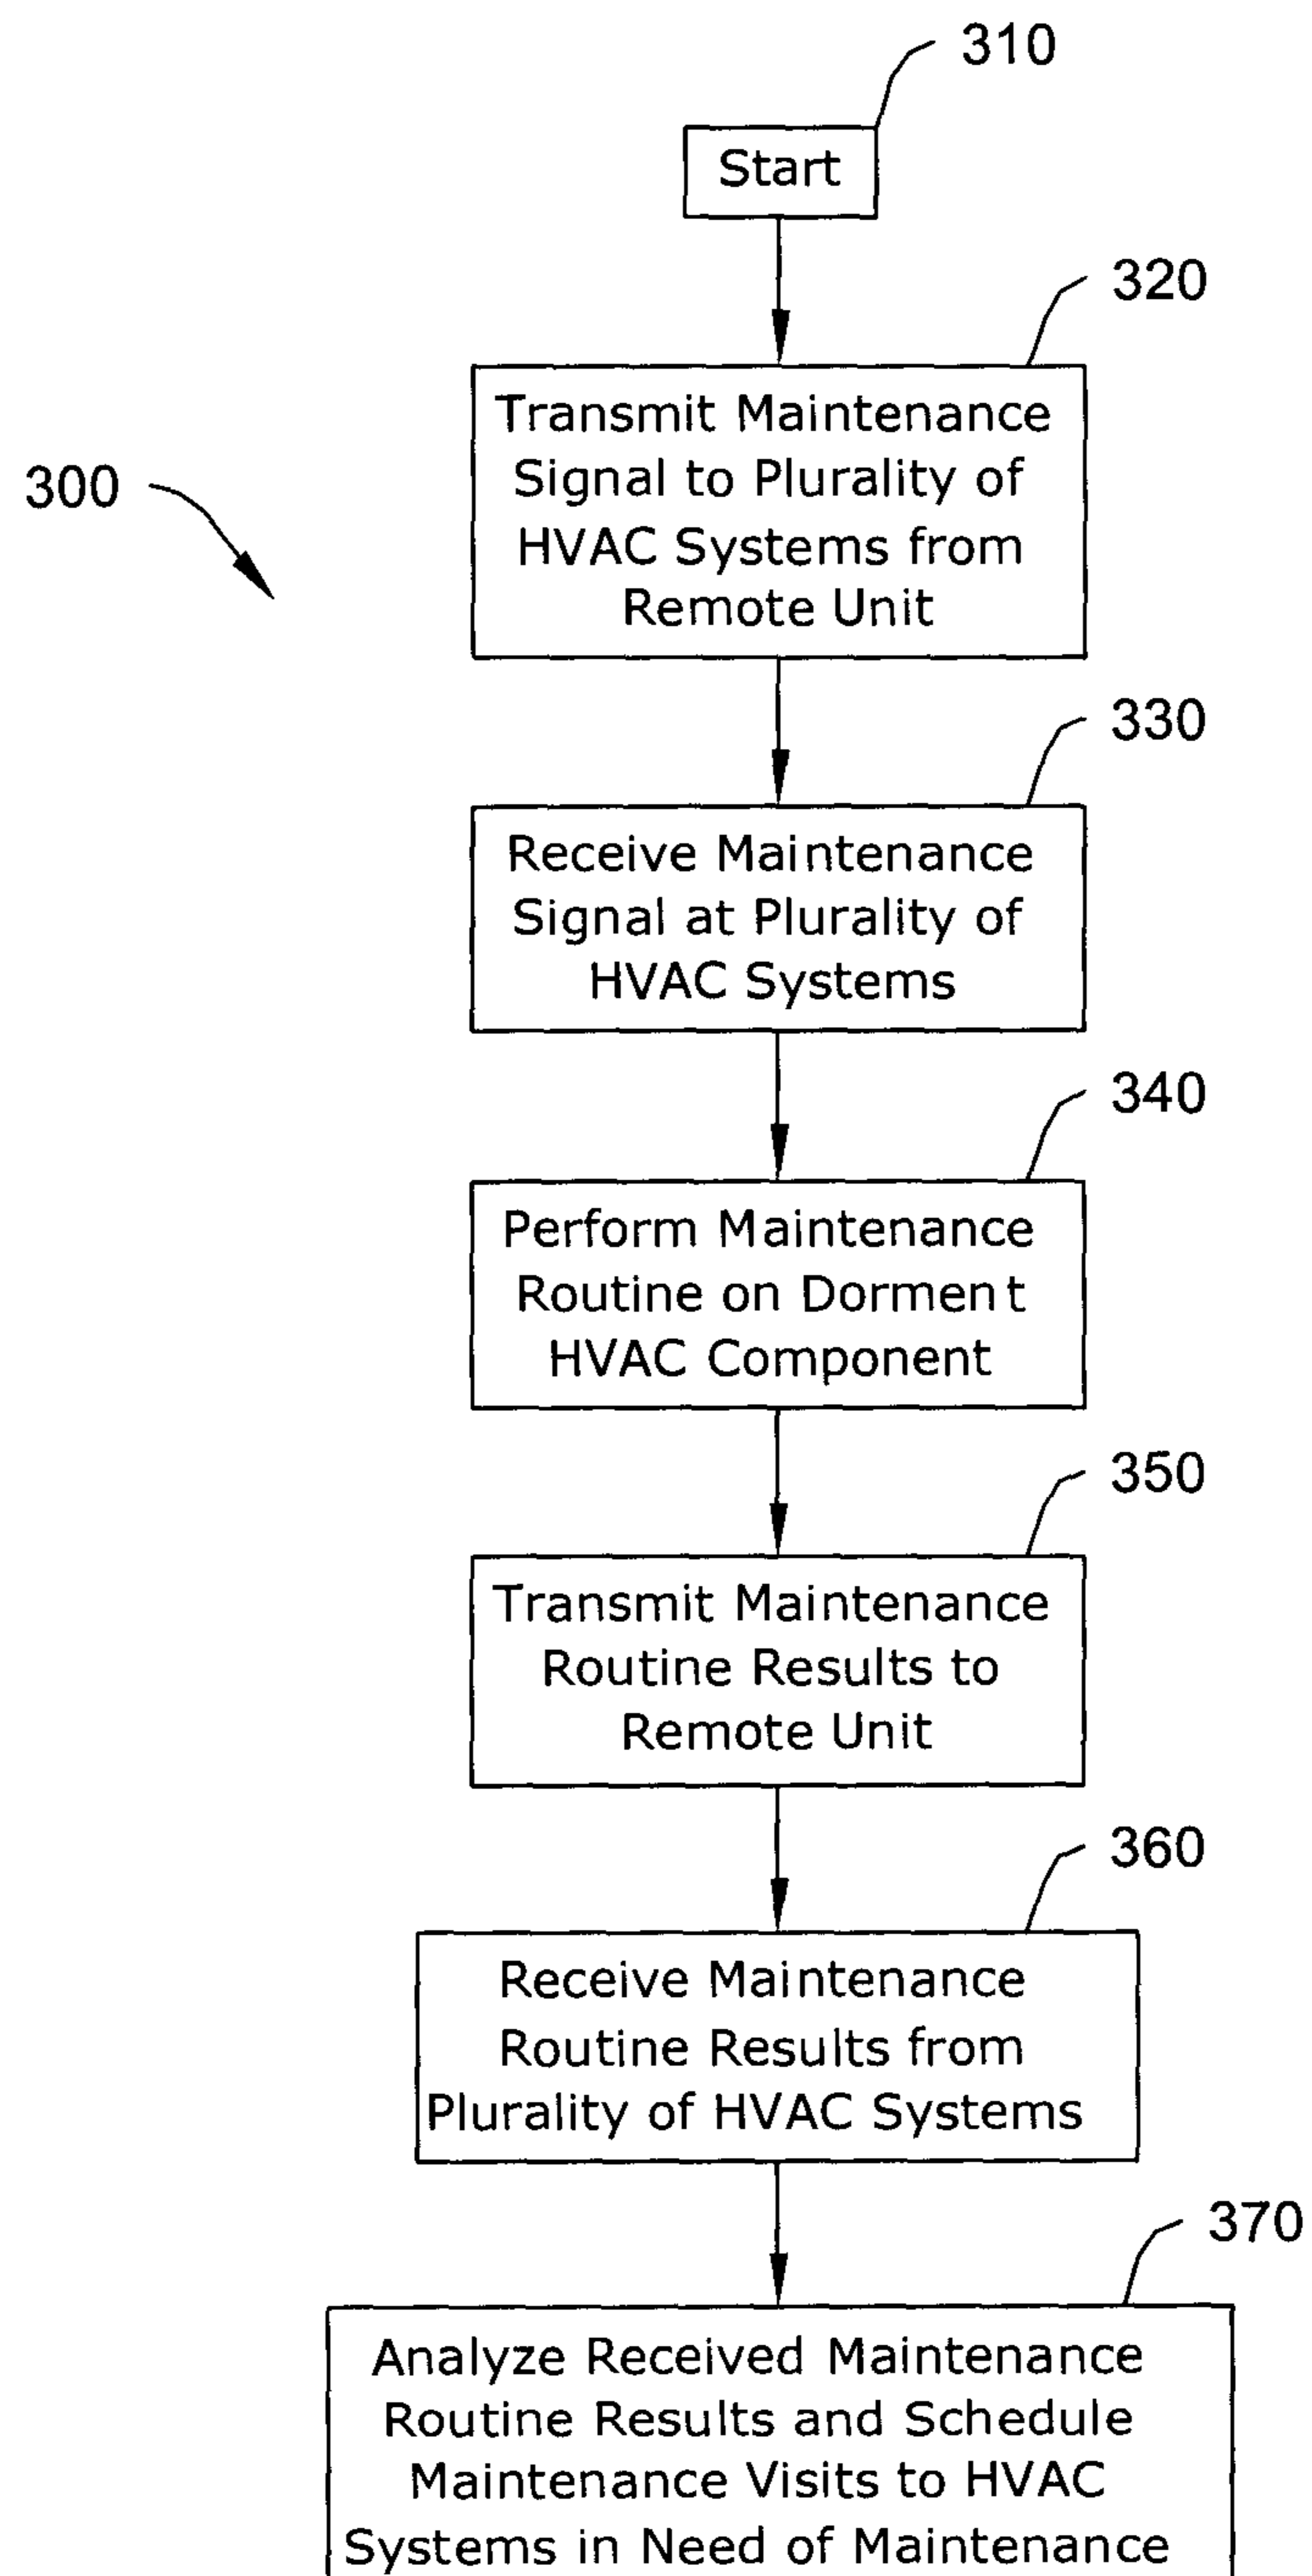 310
Start
320
Transmit Maintenance
Signal to Plurality of
HVAC Systems from
Remote Unit
300
330
Receive Maintenance
Signal at Plurality of
HVAC Systems
340
Perform Maintenance
Routine on Dorment
HVAC Component
350
Transmit Maintenance
Routine Results to
Remote Unit
360
Receive Maintenance
Routine Results from
Plurality of HVAC Systems
370
Analyze Received Maintenance
Routine Results and Schedule
Maintenance Visits to HVAC
Systems in Need of Maintenance